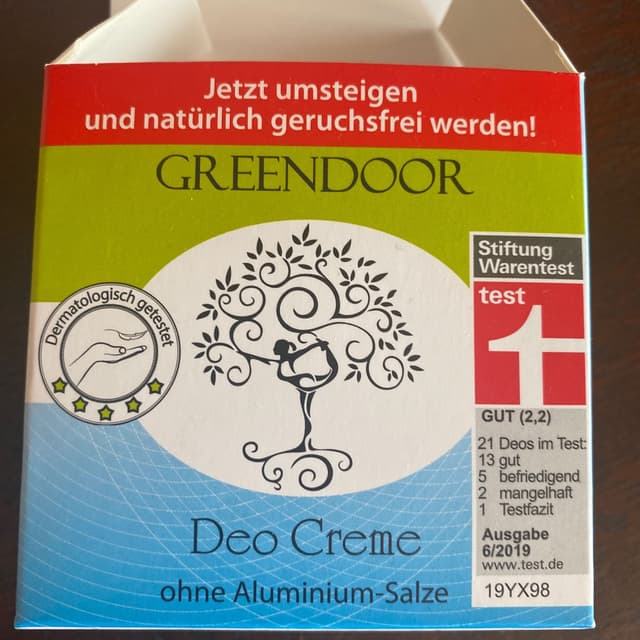 Jetzt umsteigen
und natürlich geruchsfrei werden!
GREENDOOR
Dermatologisch getestet
Stiftung
Warentest
test
GUT (2,2)
21 Deos im Test:
13 gut
5 befriedigend
2 mangelhaft
1 Testfazit
Ausgabe
6/2019
www.test.de
19YX98
Deo Creme
ohne Aluminium-Salze